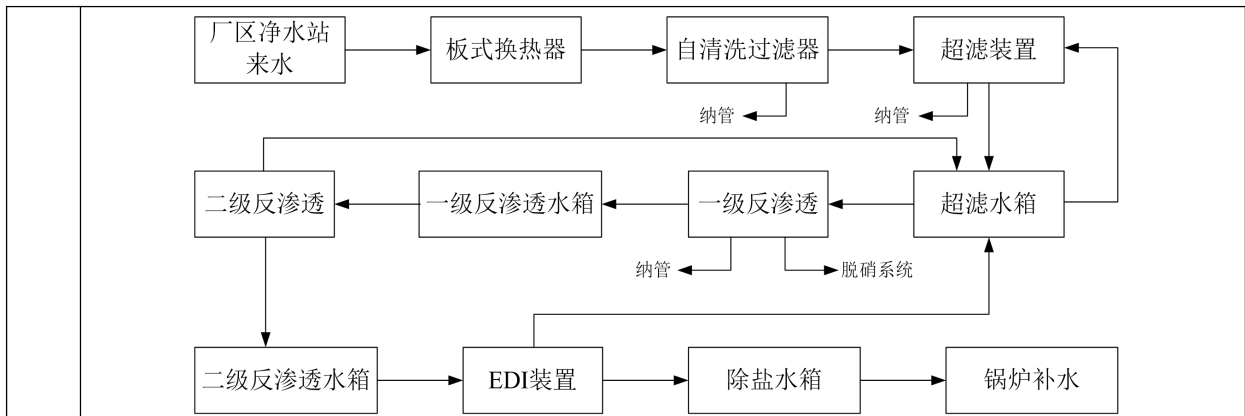 厂区净水站
来水
板式换热器
自清洗过滤器
超滤装置
纳管
纳管
二级反渗透
一级反渗透水箱
一级反渗透
超滤水箱
纳管
脱硝系统
二级反渗透水箱
EDI装置
除盐水箱
锅炉补水